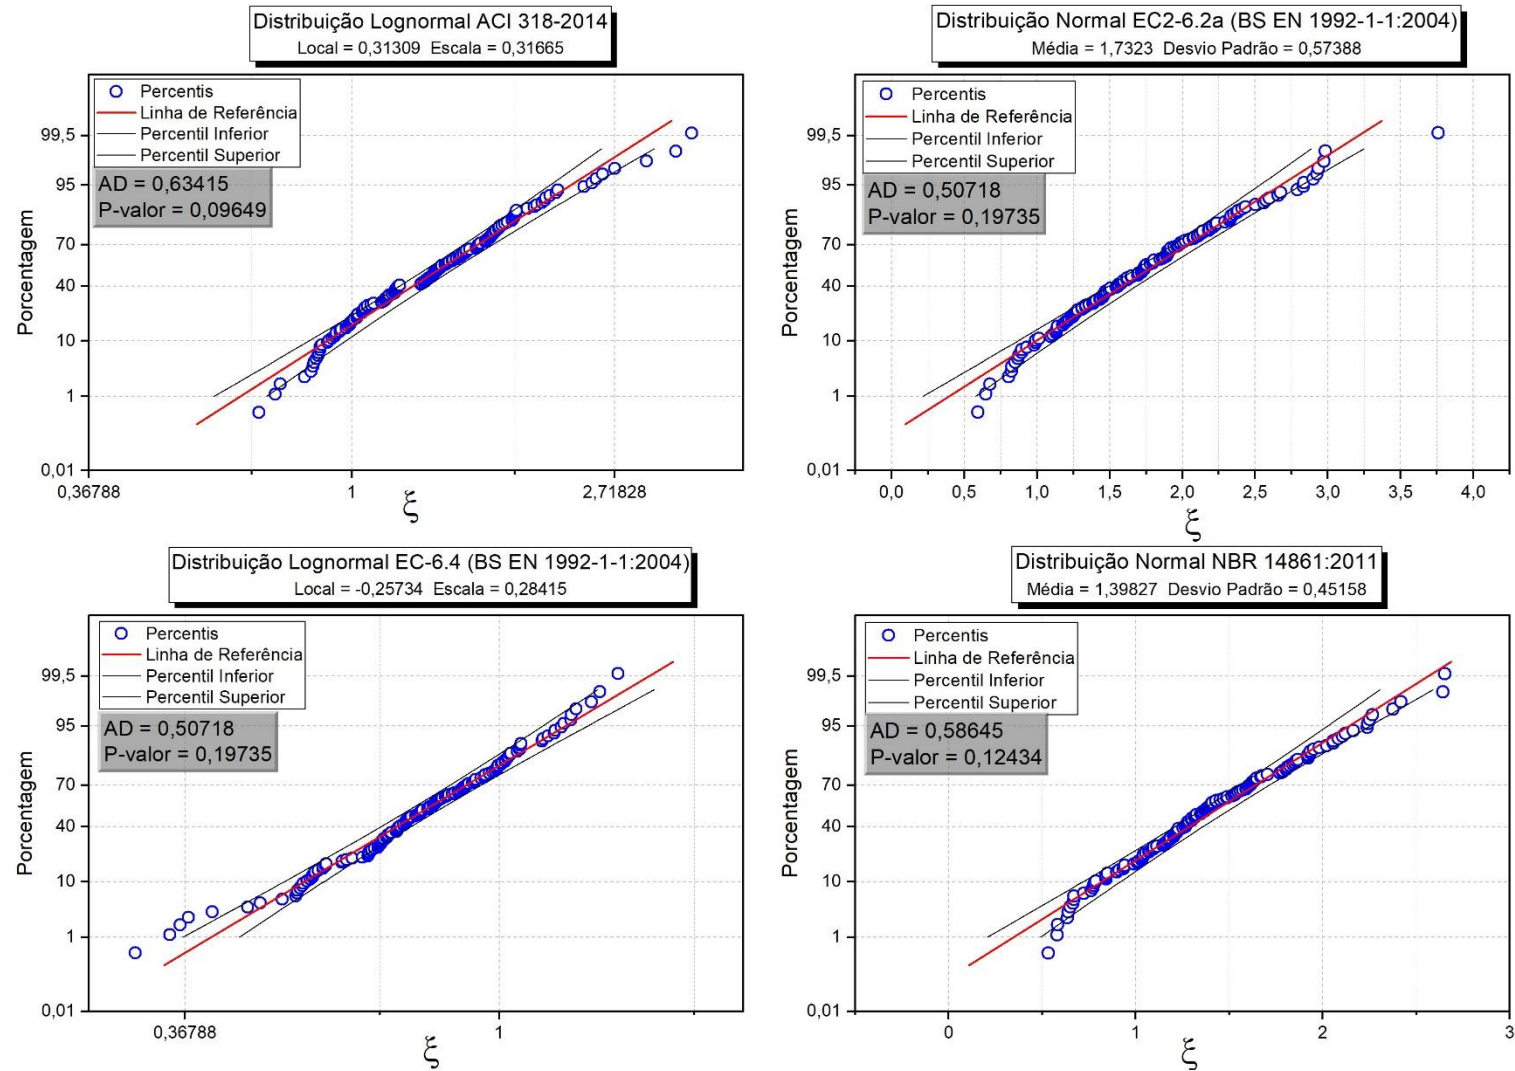 Distribuição Lognormal ACI 318-2014
Local = 0,31309 Escala = 0,31665
Percentis
Linha de Referência
Percentil Inferior
Percentil Superior
AD = 0,63415
P-valor = 0,09649
Porcentagem
99,5
95
70
40
10
1
0,01
0,36788
1
2,71828
ξ
Distribuição Normal EC2-6.2a (BS EN 1992-1-1:2004)
Média = 1,7323 Desvio Padrão = 0,57388
Percentis
Linha de Referência
Percentil Inferior
Percentil Superior
AD = 0,50718
P-valor = 0,19735
Porcentagem
99,5
95
70
40
10
1
0,01
0,0
0,5
1,0
1,5
2,0
2,5
3,0
3,5
4,0
ξ
Distribuição Lognormal EC-6.4 (BS EN 1992-1-1:2004)
Local = -0,25734 Escala = 0,28415
Percentis
Linha de Referência
Percentil Inferior
Percentil Superior
AD = 0,50718
P-valor = 0,19735
Porcentagem
99,5
95
70
40
10
1
0,01
0,36788
1
ξ
Distribuição Normal NBR 14861:2011
Média = 1,39827 Desvio Padrão = 0,45158
Percentis
Linha de Referência
Percentil Inferior
Percentil Superior
AD = 0,58645
P-valor = 0,12434
Porcentagem
99,5
95
70
40
10
1
0,01
0
1
2
3
ξ